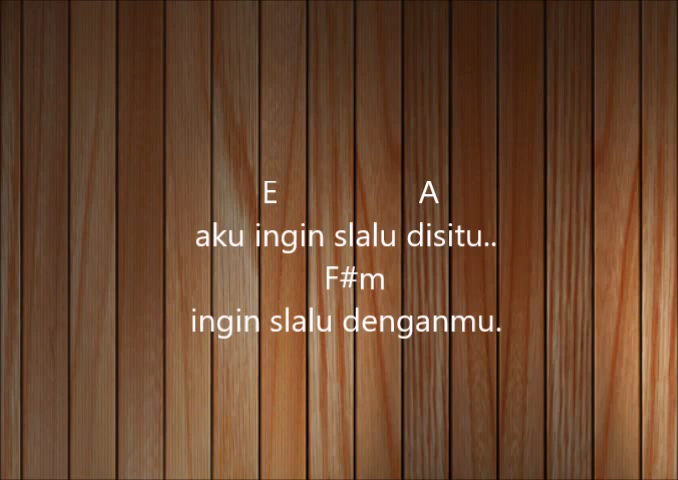 E A
aku ingin slalu disitu..
F#m
ingin slalu denganmu.